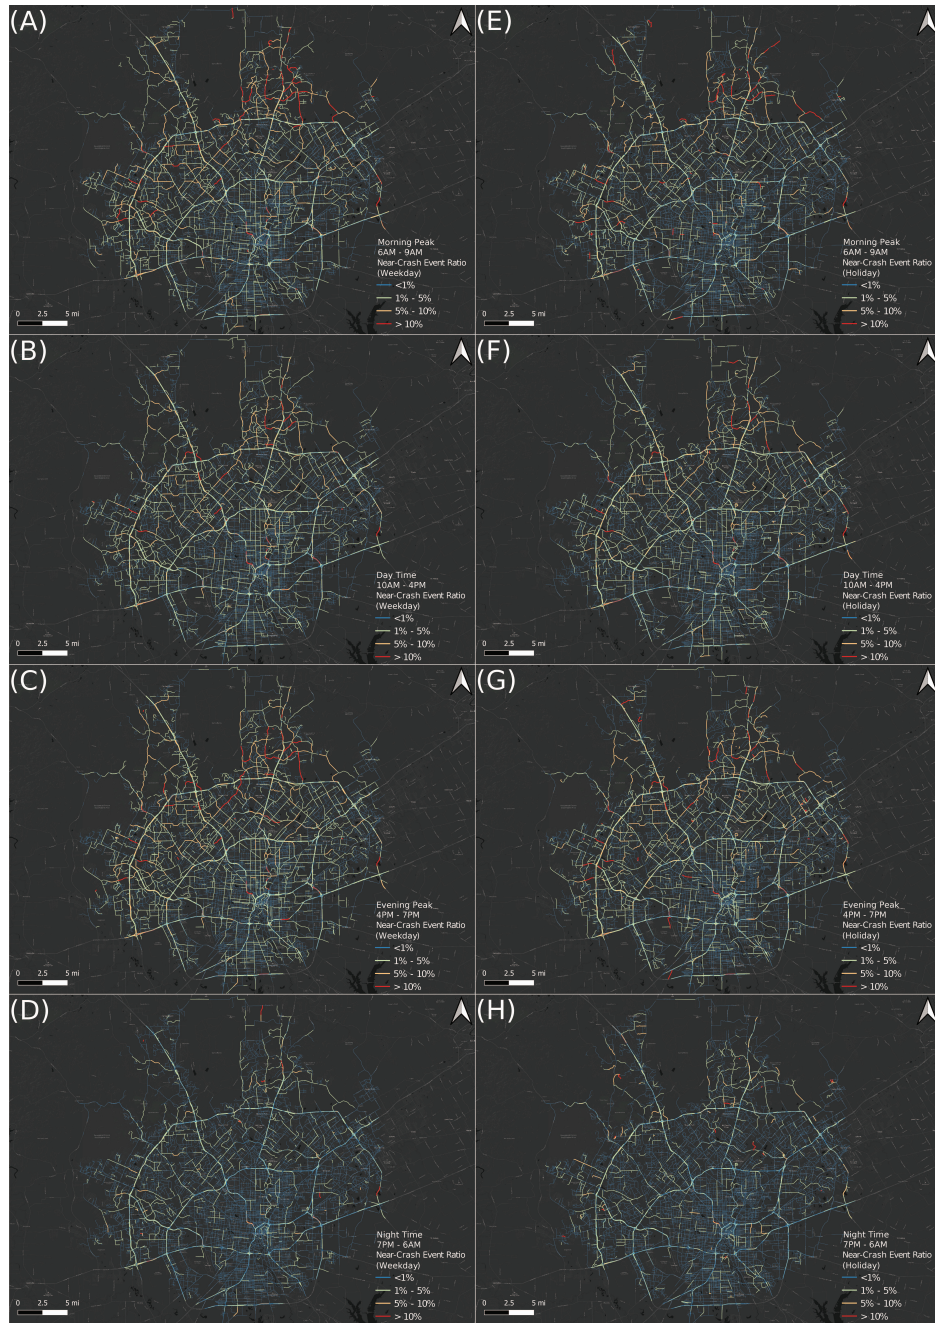 (A)
Morning Peak
6AM - 9AM
Near-Crash Event Ratio
(Weekday)
<1%
1% - 5%
5% - 10%
> 10%
0 2.5 5 mi
(E)
Morning Peak
6AM - 9AM
Near-Crash Event Ratio
(Holiday)
<1%
1% - 5%
5% - 10%
> 10%
0 2.5 5 mi
(B)
Day Time
10AM - 4PM
Near-Crash Event Ratio
(Weekday)
<1%
1% - 5%
5% - 10%
> 10%
0 2.5 5 mi
(F)
Day Time
10AM - 4PM
Near-Crash Event Ratio
(Holiday)
<1%
1% - 5%
5% - 10%
> 10%
0 2.5 5 mi
(C)
Evening Peak
4PM - 7PM
Near-Crash Event Ratio
(Weekday)
<1%
1% - 5%
5% - 10%
> 10%
0 2.5 5 mi
(G)
Evening Peak
4PM - 7PM
Near-Crash Event Ratio
(Holiday)
<1%
1% - 5%
5% - 10%
> 10%
0 2.5 5 mi
(D)
Night Time
7PM - 6AM
Near-Crash Event Ratio
(Weekday)
<1%
1% - 5%
5% - 10%
> 10%
0 2.5 5 mi
(H)
Night Time
7PM - 6AM
Near-Crash Event Ratio
(Holiday)
<1%
1% - 5%
5% - 10%
> 10%
0 2.5 5 mi